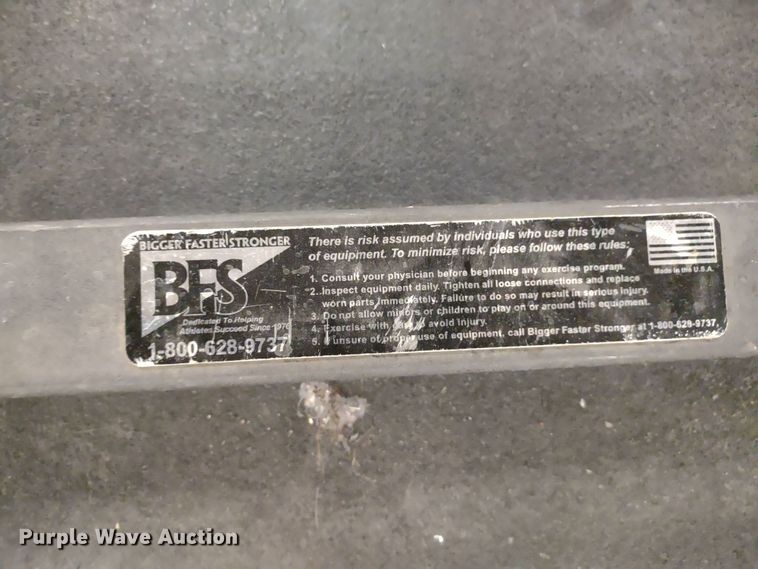 BIGGER FASTER STRONGER
BFS
Dedicated To Helping
Athletes Succeed Since 1976
1-800-628-9737
There is risk assumed by individuals who use this type
of equipment. To minimize risk, please follow these rules:
1. Consult your physician before beginning any exercise program.
2. Inspect equipment daily. Tighten all loose connections and replace
worn parts immediately. Failure to do so may result in serious injury.
3. Do not allow minors or children to play on or around this equipment.
4. Exercise with avoid injury.
5. If unsure of proper use of equipment, call Bigger Faster Stronger at 1-800-628-9737
Made in the U.S.A.
Purple Wave Auction